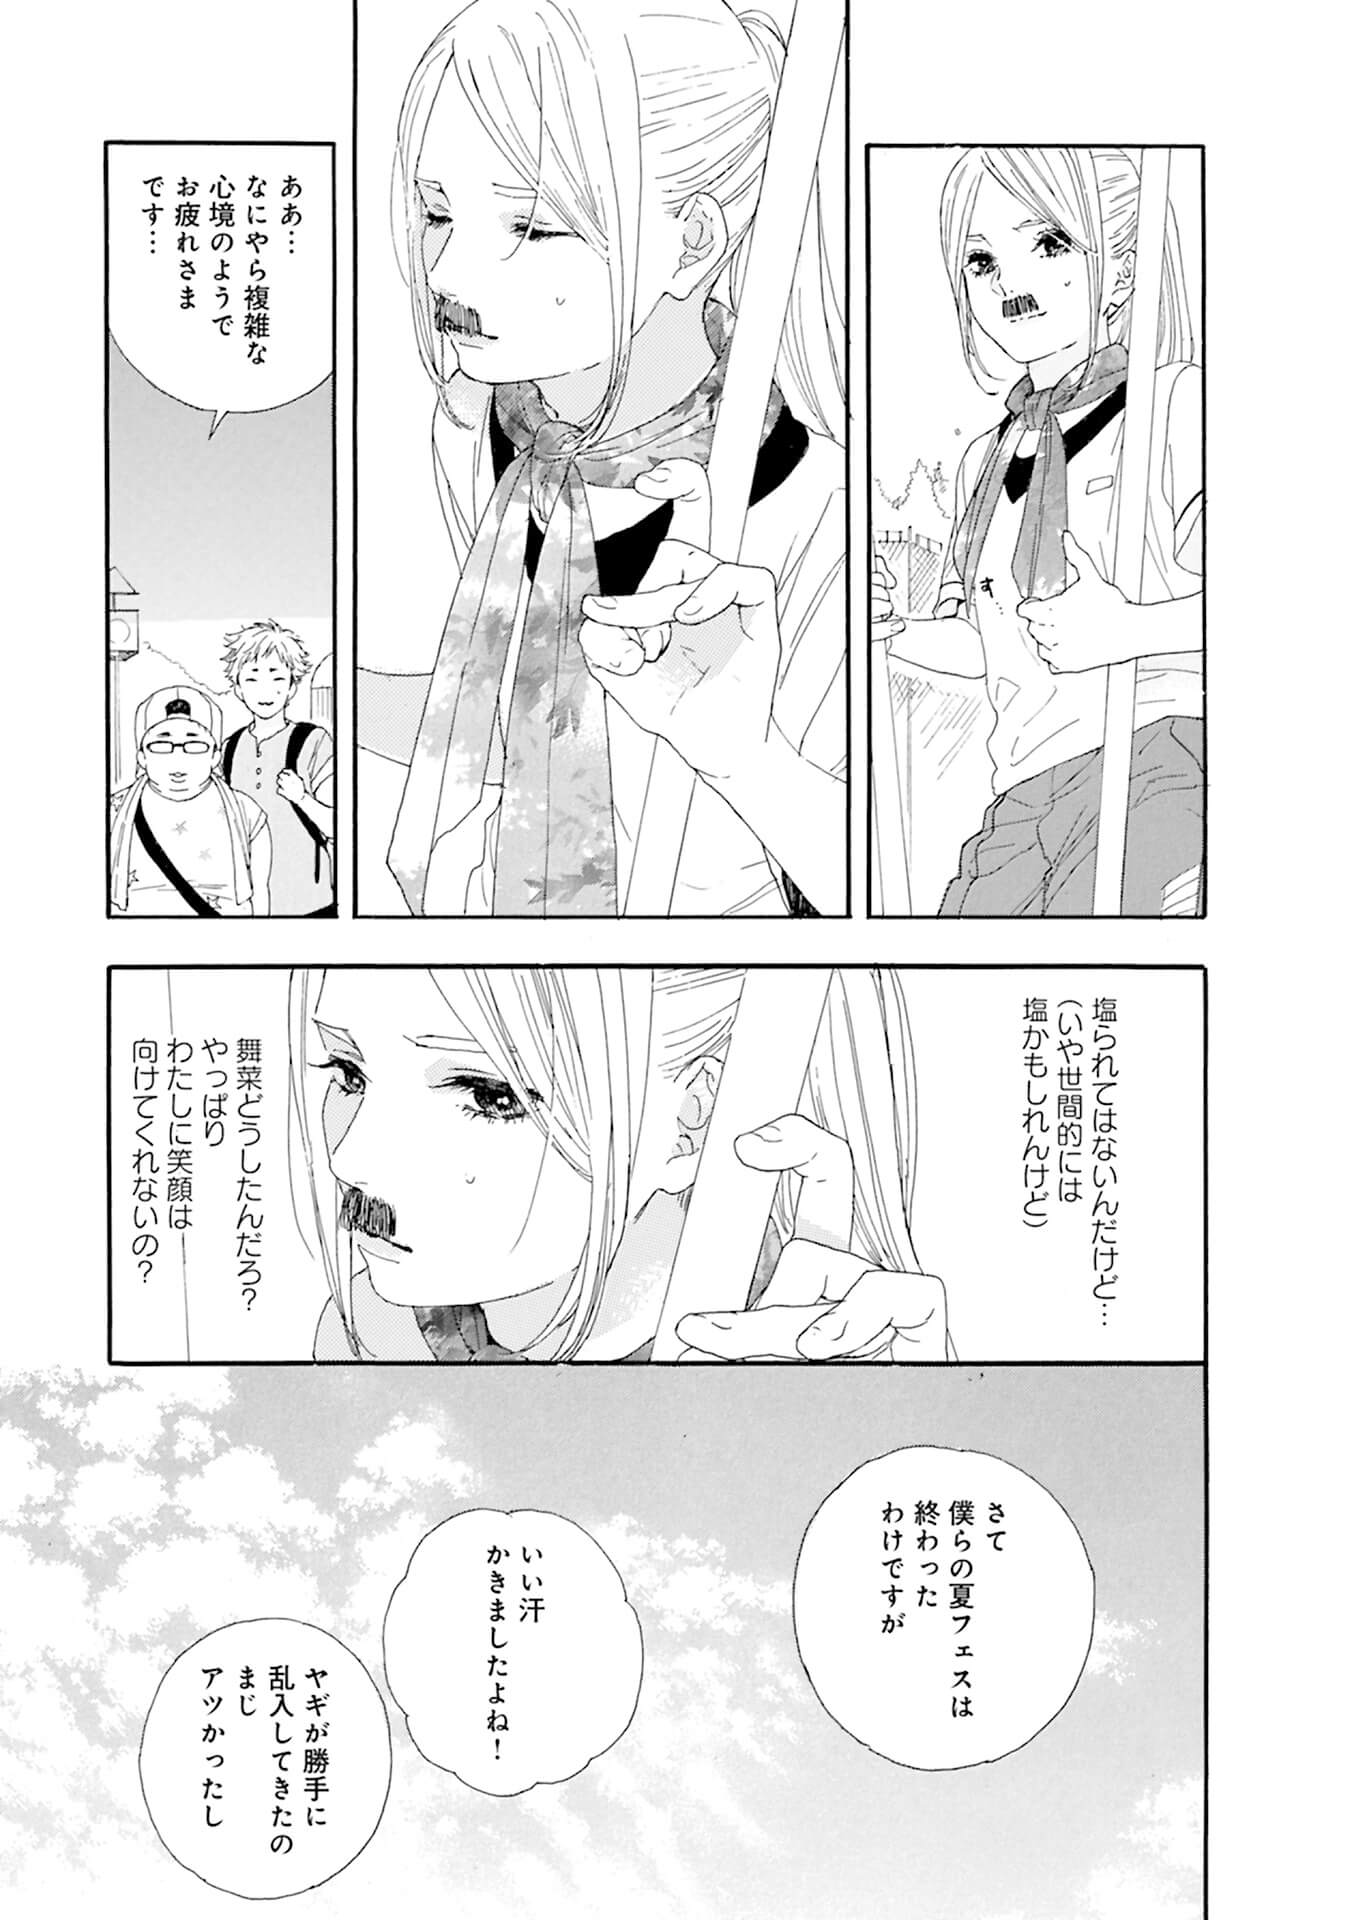 す…
ああ…
なにやら複雑な
心境のようで
お疲れさま
です…
塩られてはないんだけど…
(いや世間的には
塩かもしれんけど)
舞菜どうしたんだろ?
やっぱり
わたしに笑顔は
向けてくれないの?
さて
僕らの夏フェスは
終わった
わけですが
いい汗
かきましたよね!
ヤギが勝手に
乱入してきたの
まじ
アツかったし